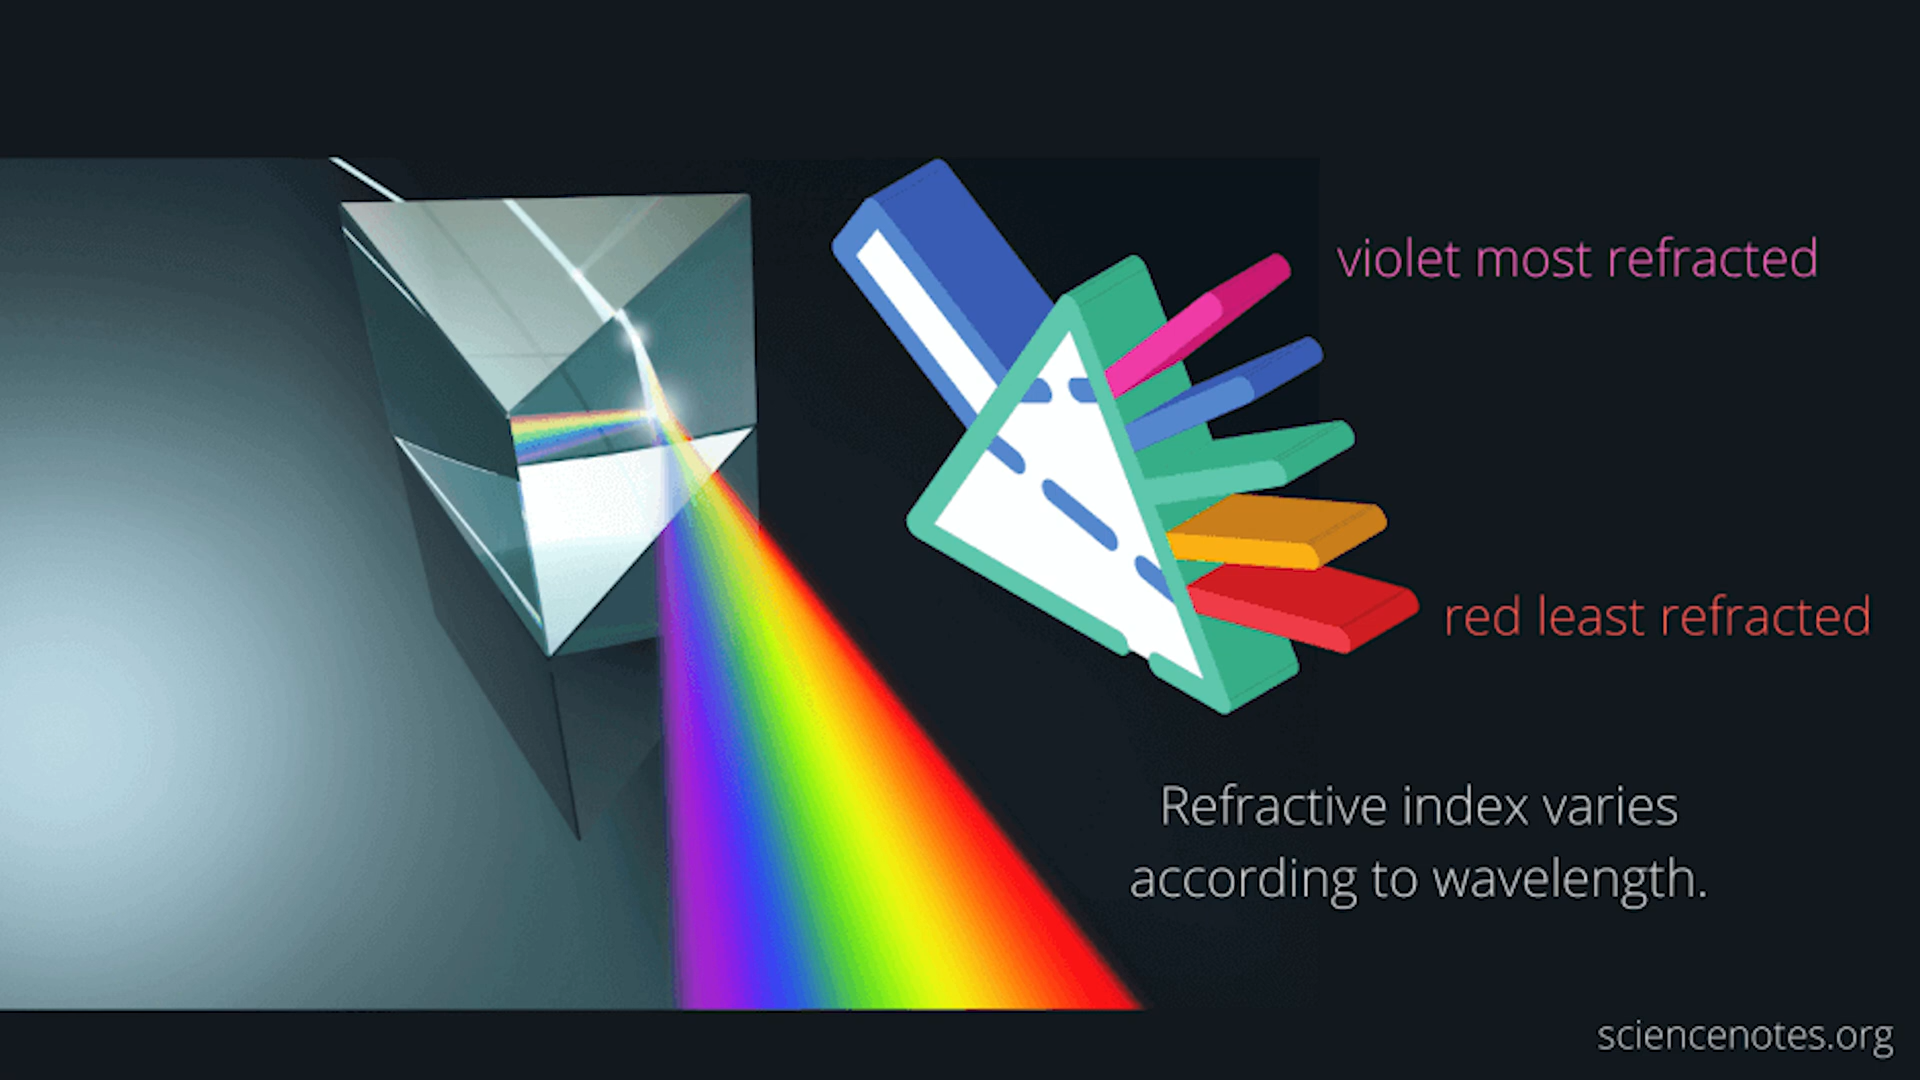 violet most refracted
red least refracted
Refractive index varies
according to wavelength.
sciencenotes.org